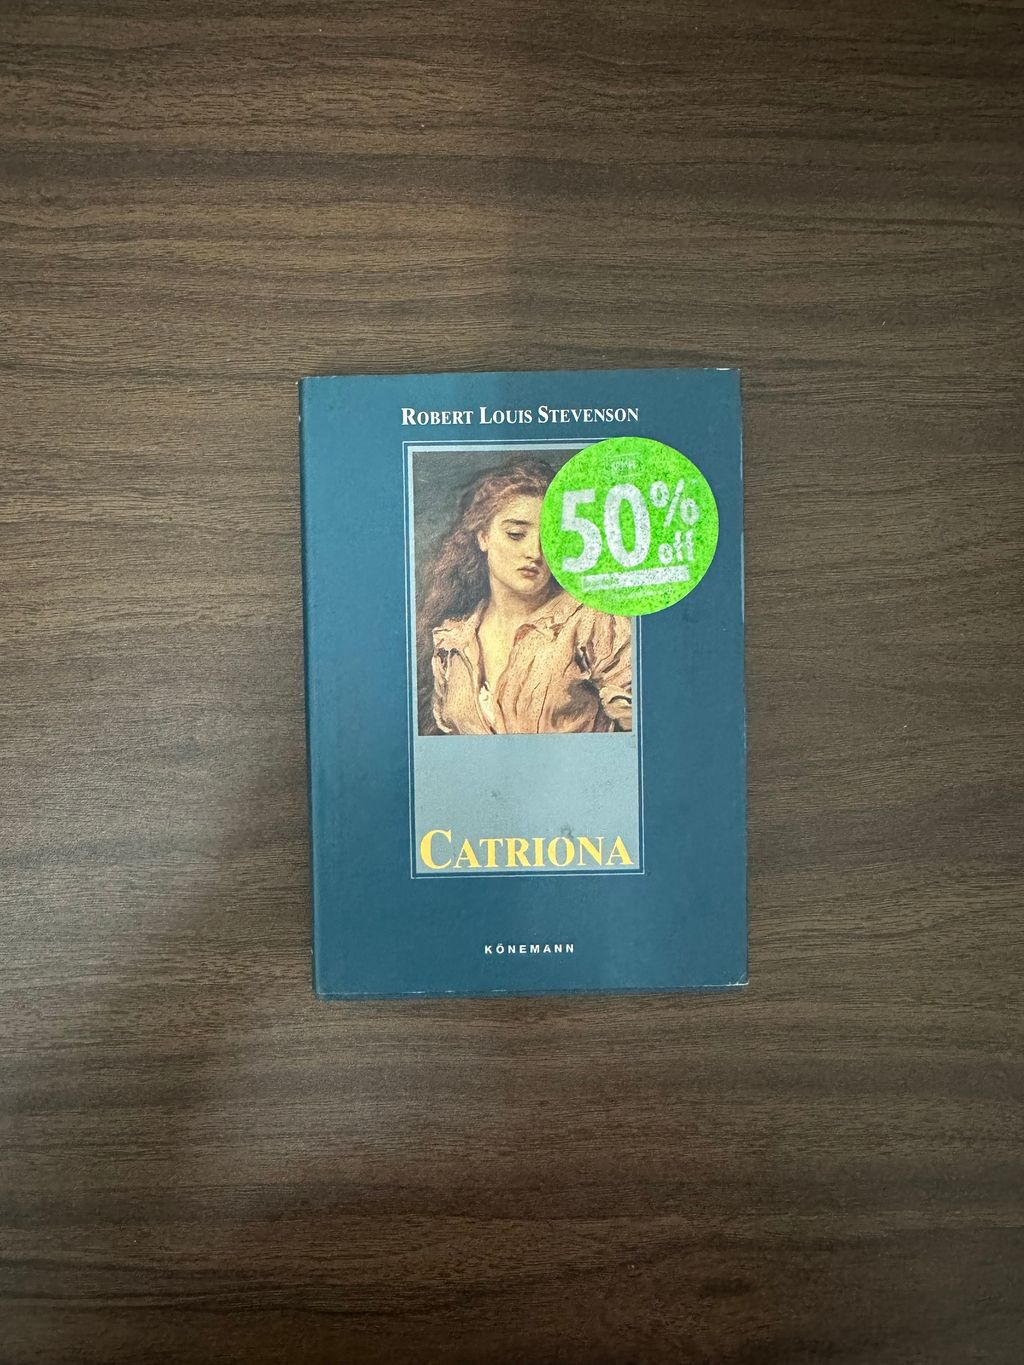 ROBERT LOUIS STEVENSON
50% off
CATRIONA
KÖNEMANN